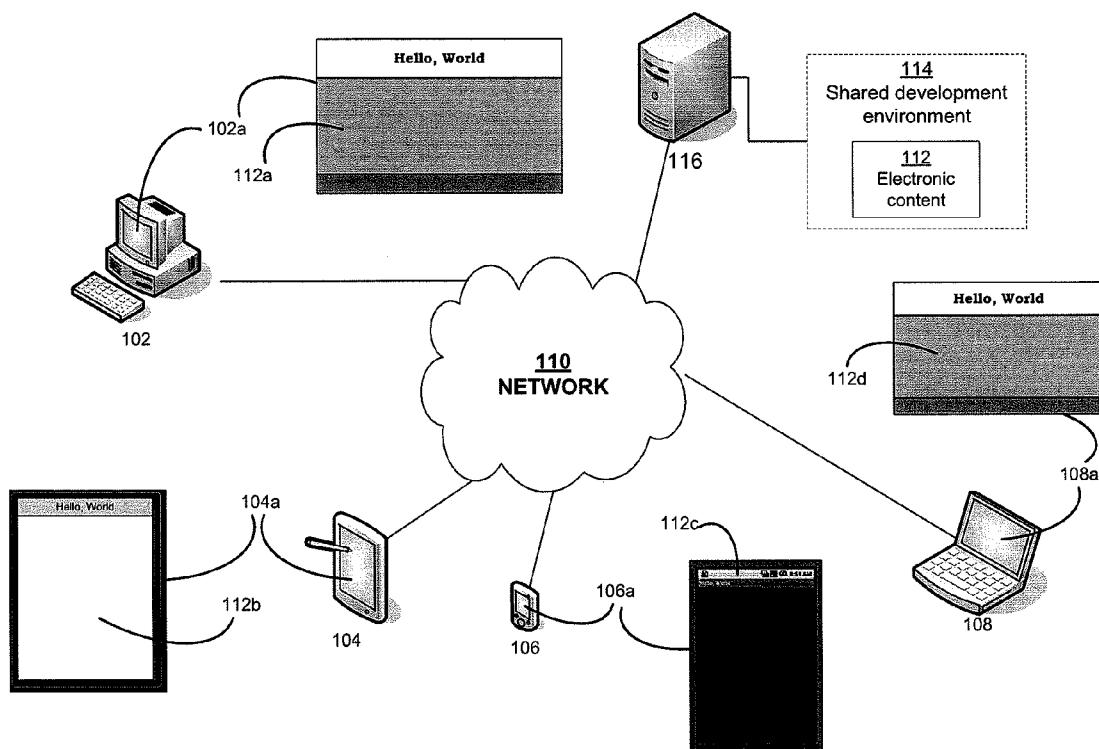 Hello, World
114
Shared development
environment
112
Electronic
content
116
102a
112a
102
Hello, World
112d
110
NETWORK
108a
Hello, World
104a
112b
104
106
106a
112c
108